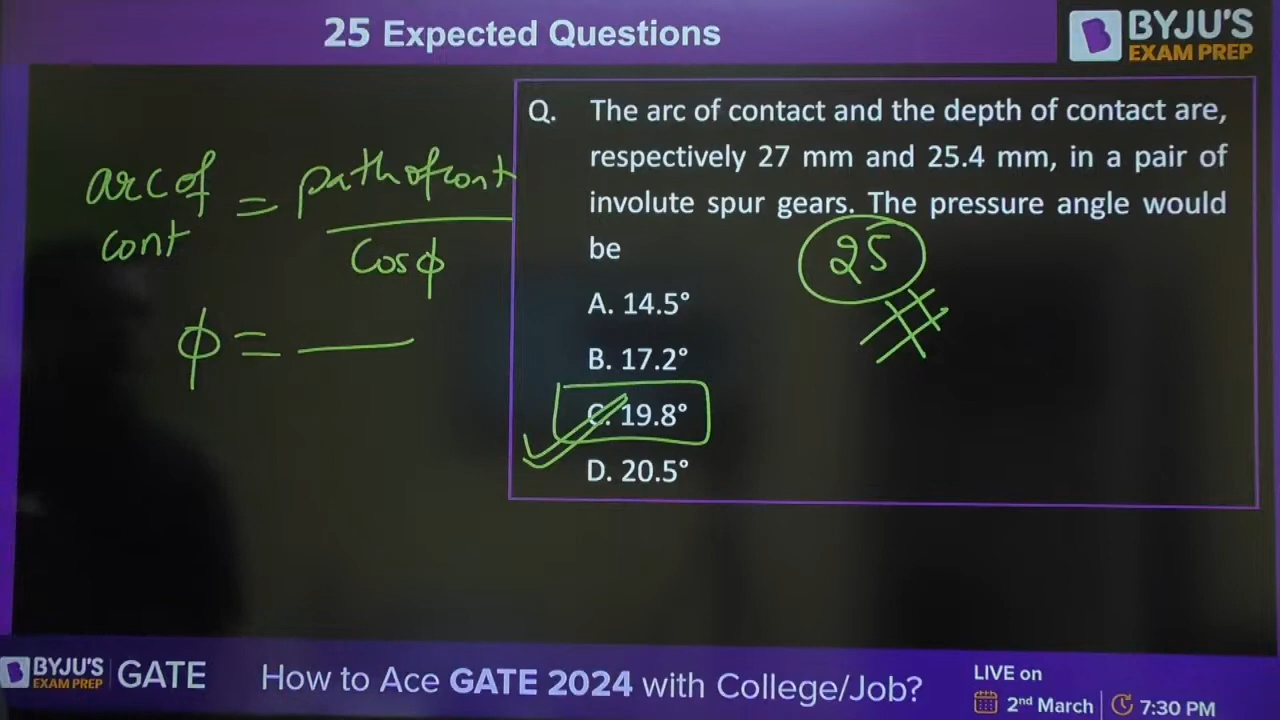 25 Expected Questions
BYJU'S
EXAM PREP
arc of
cont
=
path of cont
cos ϕ
ϕ =
Q. The arc of contact and the depth of contact are,
respectively 27 mm and 25.4 mm, in a pair of
involute spur gears. The pressure angle would
be
25
A. 14.5°
B. 17.2°
C. 19.8°
D. 20.5°
BYJU'S
EXAM PREP
GATE
How to Ace GATE 2024 with College/Job?
LIVE on
2nd March
7:30 PM